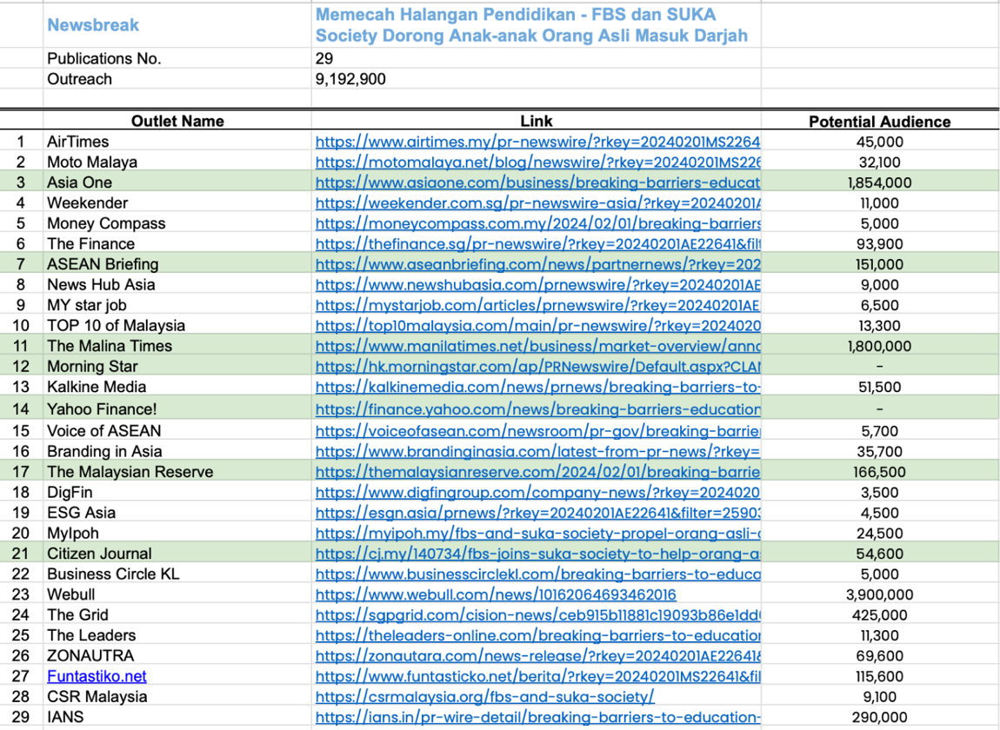 Newsbreak Memecah Halangan Pendidikan - FBS dan SUKA
Society Dorong Anak-anak Orang Asli Masuk Darjah
Publications No. 29
Outreach 9,192,900
Outlet Name Link Potential Audience
1 AirTimes https://www.airtimes.my/pr-newswire/?rkey=20240201MS2264 45,000
2 Moto Malaya https://motomalaya.net/blog/newswire/?rkey=20240201MS226 32,100
3 Asia One https://www.asiaone.com/business/breaking-barriers-educat 1,854,000
4 Weekender https://weekender.com.sg/pr-newswire-asia/?rkey=20240201A 11,000
5 Money Compass https://moneycompass.com.my/2024/02/01/breaking-barriers 5,000
6 The Finance https://thefinance.sg/pr-newswire/?rkey=20240201AE22641&filt 93,900
7 ASEAN Briefing https://www.aseanbriefing.com/news/partnernews/?rkey=202 151,000
8 News Hub Asia https://www.newshubasia.com/prnewswire/?rkey=20240201AE 9,000
9 MY star job https://mystarjob.com/articles/prnewswire/?rkey=20240201AE 6,500
10 TOP 10 of Malaysia https://top10malaysia.com/main/pr-newswire/?rkey=2024020 13,300
11 The Malina Times https://www.manilatimes.net/business/market-overview/anno 1,800,000
12 Morning Star https://hk.morningstar.com/ap/PRNewswire/Default.aspx?CLAN -
13 Kalkine Media https://kalkinemedia.com/news/prnews/breaking-barriers-to- 51,500
14 Yahoo Finance! https://finance.yahoo.com/news/breaking-barriers-education -
15 Voice of ASEAN https://voiceofasean.com/newsroom/pr-gov/breaking-barrie 5,700
16 Branding in Asia https://www.brandinginasia.com/latest-from-pr-news/?rkey= 35,700
17 The Malaysian Reserve https://themalaysianreserve.com/2024/02/01/breaking-barrie 166,500
18 DigFin https://www.digfingroup.com/company-news/?rkey=2024020 3,500
19 ESG Asia https://esgn.asia/prnews/?rkey=20240201AE22641&filter=25903 4,500
20 MyIpoh https://myipoh.my/fbs-and-suka-society-propel-orang-asli-c 24,500
21 Citizen Journal https://cj.my/140734/fbs-joins-suka-society-to-help-orang-a 54,600
22 Business Circle KL https://www.businesscirclekl.com/breaking-barriers-to-educa 5,000
23 Webull https://www.webull.com/news/10162064693462016 3,900,000
24 The Grid https://sgpgrid.com/cision-news/ceb915b11881c19093b86e1dd 425,000
25 The Leaders https://theleaders-online.com/breaking-barriers-to-education 11,300
26 ZONAUTRA https://zonautara.com/news-release/?rkey=20240201AE22641& 69,600
27 Funtastiko.net https://www.funtasticko.net/berita/?rkey=20240201MS22641&fil 115,600
28 CSR Malaysia https://csrmalaysia.org/fbs-and-suka-society/ 9,100
29 IANS https://ians.in/pr-wire-detail/breaking-barriers-to-education- 290,000